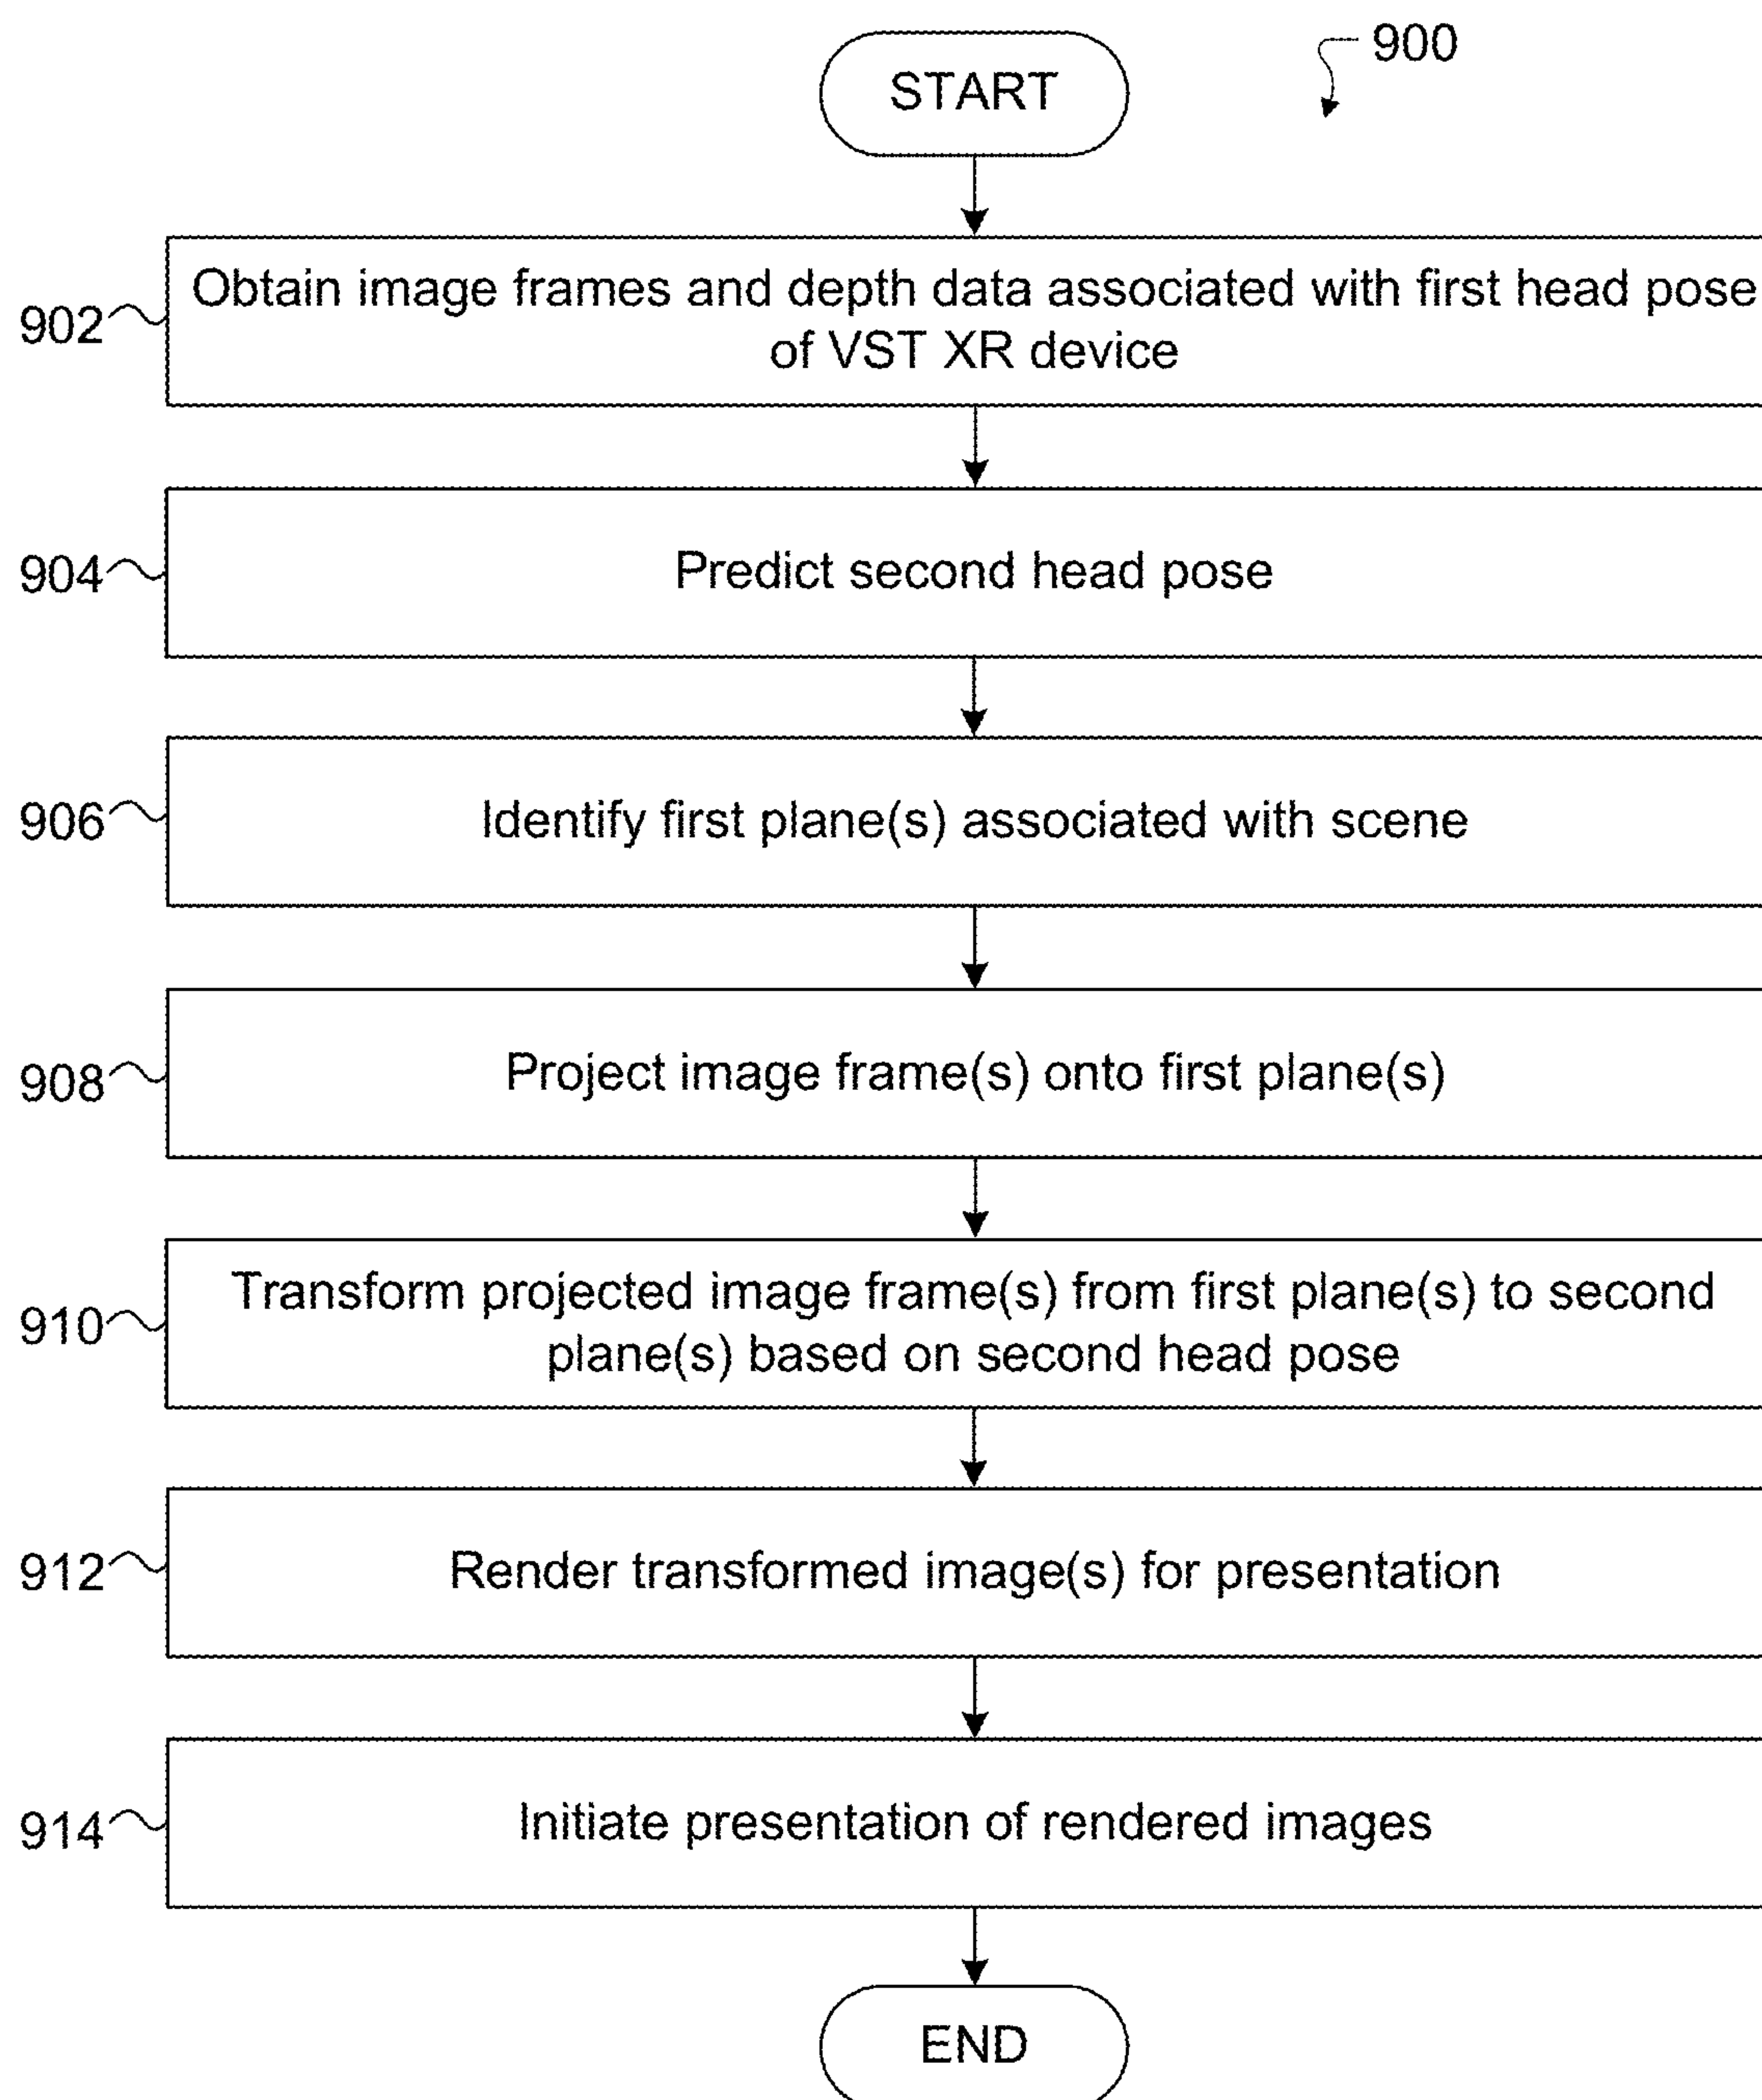 START
900
902
Obtain image frames and depth data associated with first head pose
of VST XR device
904
Predict second head pose
906
Identify first plane(s) associated with scene
908
Project image frame(s) onto first plane(s)
910
Transform projected image frame(s) from first plane(s) to second
plane(s) based on second head pose
912
Render transformed image(s) for presentation
914
Initiate presentation of rendered images
END